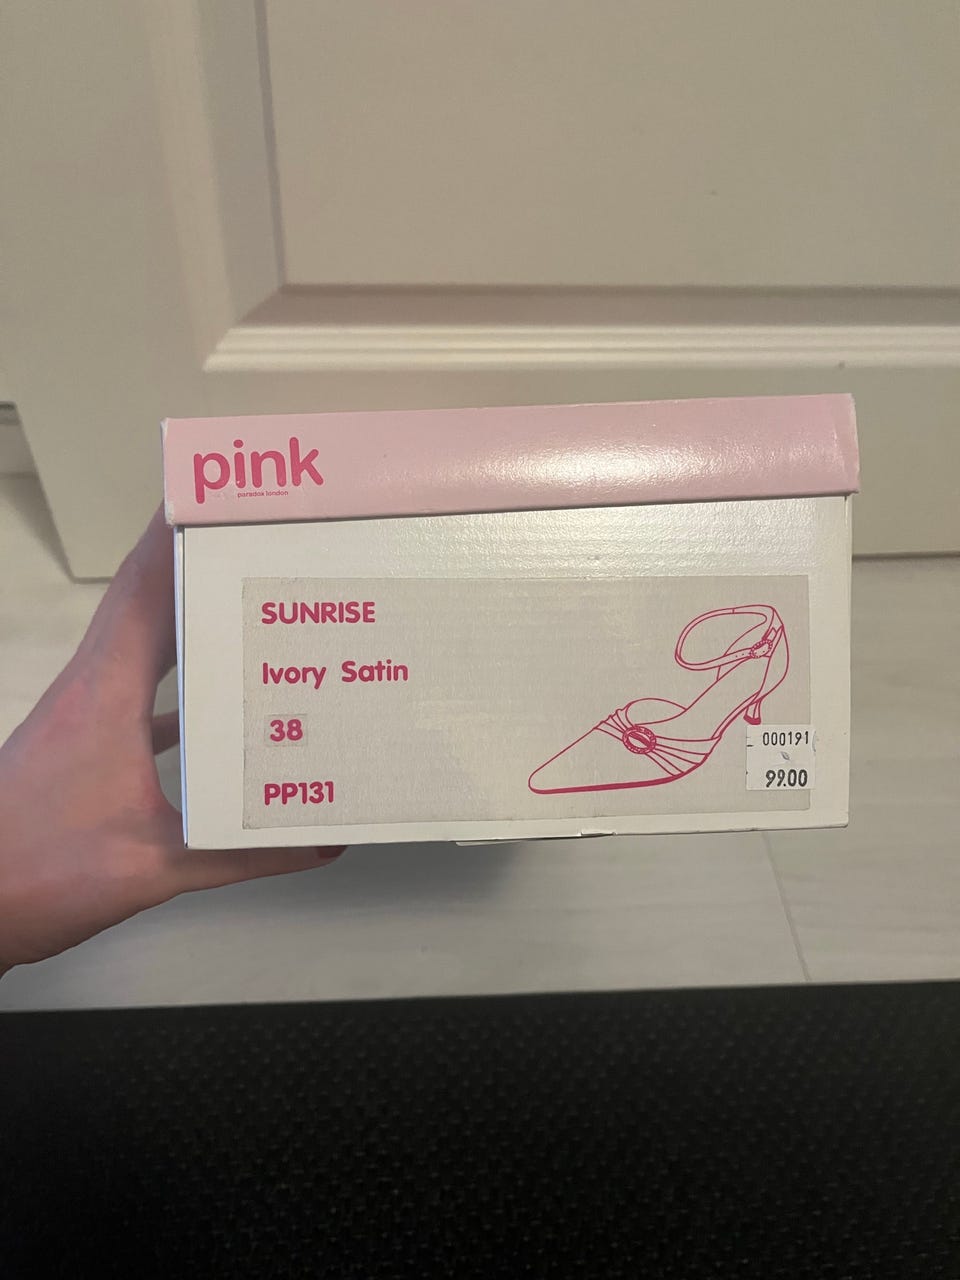 pink
paradox london
SUNRISE
Ivory Satin
38
PP131
000191
99.00